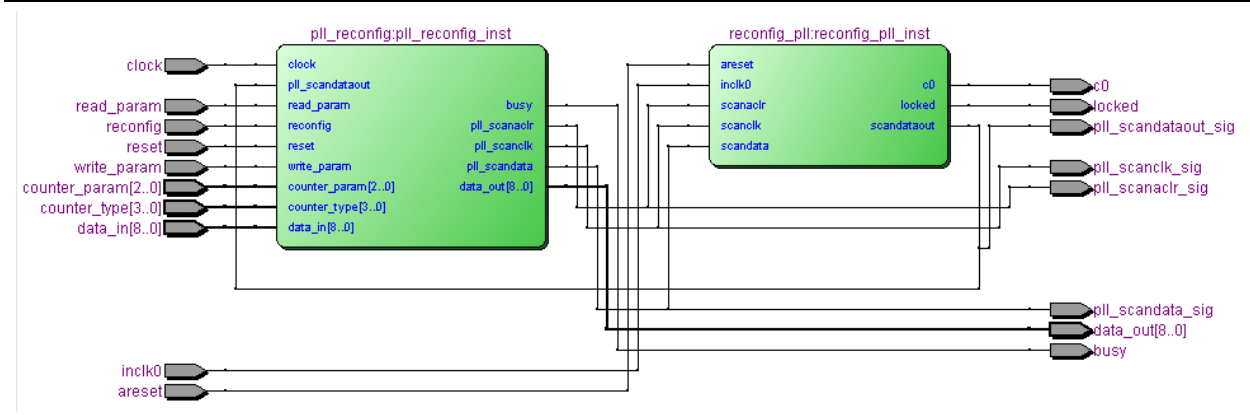 pll_reconfig:pll_reconfig_inst
reconfig_pll:reconfig_pll_inst
clock
read_param
reconfig
reset
write_param
counter_param[2..0]
counter_type[3..0]
data_in[8..0]
clock
pll_scandataout
read_param
reconfig
reset
write_param
counter_param[2..0]
counter_type[3..0]
data_in[8..0]
busy
pll_scanaclr
pll_scanclk
pll_scandata
data_out[8..0]
areset
inclk0
scanaclr
scanclk
scandata
c0
locked
scandataout
c0
locked
pll_scandataout_sig
pll_scanclk_sig
pll_scanaclr_sig
pll_scandata_sig
data_out[8..0]
busy
inclk0
areset